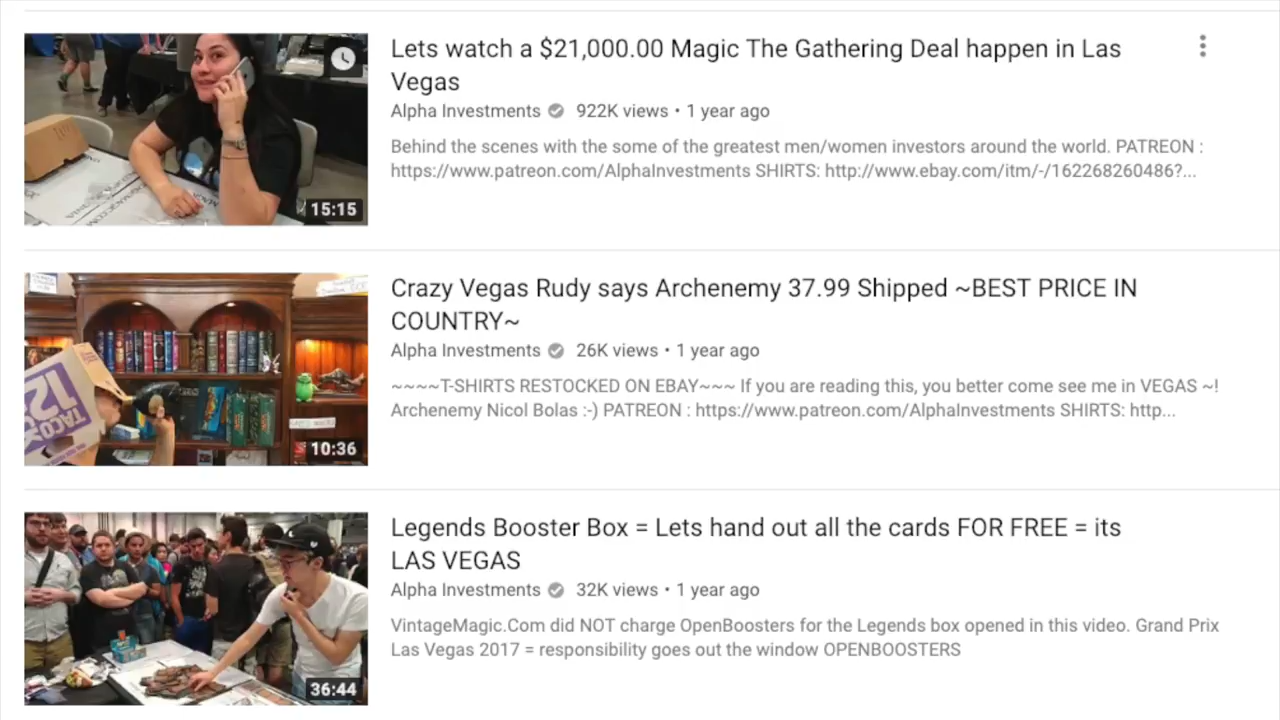 Lets watch a $21,000.00 Magic The Gathering Deal happen in Las
Vegas
Alpha Investments 922K views • 1 year ago
Behind the scenes with the some of the greatest men/women investors around the world. PATREON :
https://www.patreon.com/AlphaInvestments SHIRTS: http://www.ebay.com/itm/-/162268260486?...
15:15
Crazy Vegas Rudy says Archenemy 37.99 Shipped ~BEST PRICE IN
COUNTRY~
Alpha Investments 26K views • 1 year ago
~~~~T-SHIRTS RESTOCKED ON EBAY~~~ If you are reading this, you better come see me in VEGAS ~!
Archenemy Nicol Bolas :-) PATREON : https://www.patreon.com/AlphaInvestments SHIRTS: http...
TACO
12
10:36
Legends Booster Box = Lets hand out all the cards FOR FREE = its
LAS VEGAS
Alpha Investments 32K views • 1 year ago
VintageMagic.Com did NOT charge OpenBoosters for the Legends box opened in this video. Grand Prix
Las Vegas 2017 = responsibility goes out the window OPENBOOSTERS
36:44